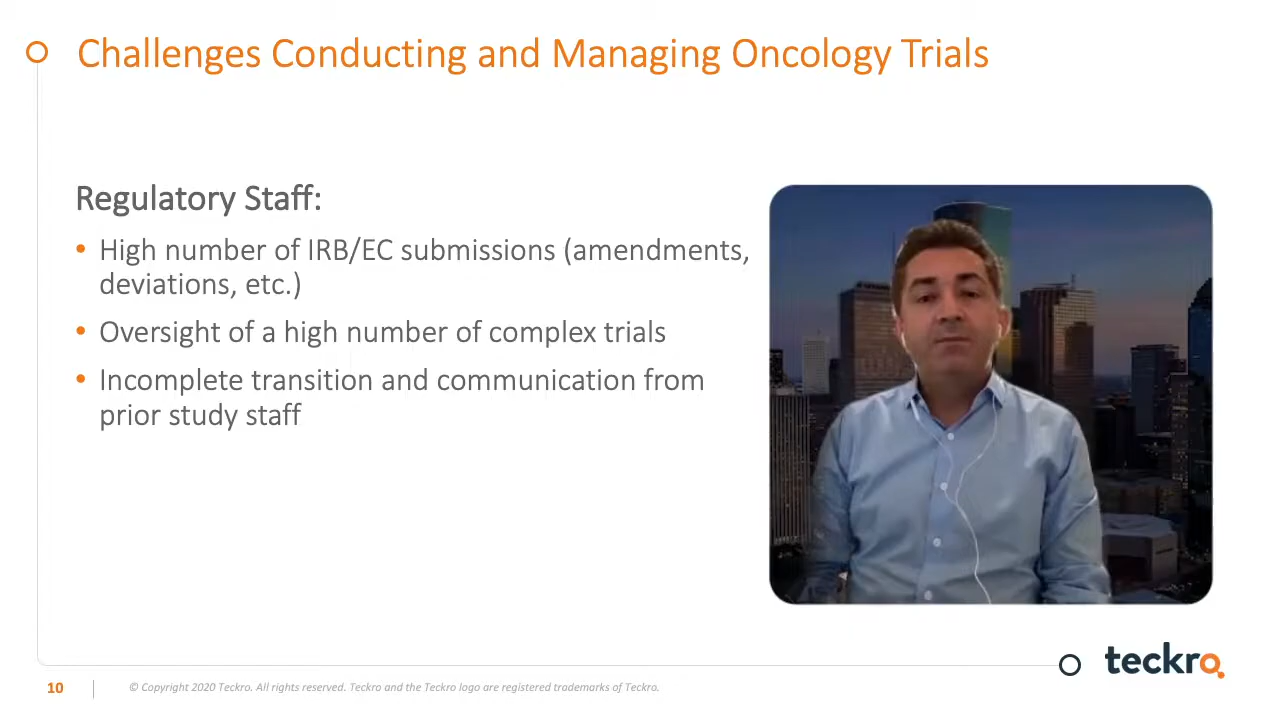 Challenges Conducting and Managing Oncology Trials
Regulatory Staff:
• High number of IRB/EC submissions (amendments,
deviations, etc.)
• Oversight of a high number of complex trials
• Incomplete transition and communication from
prior study staff
teckro
10
© Copyright 2020 Teckro. All rights reserved. Teckro and the Teckro logo are registered trademarks of Teckro.